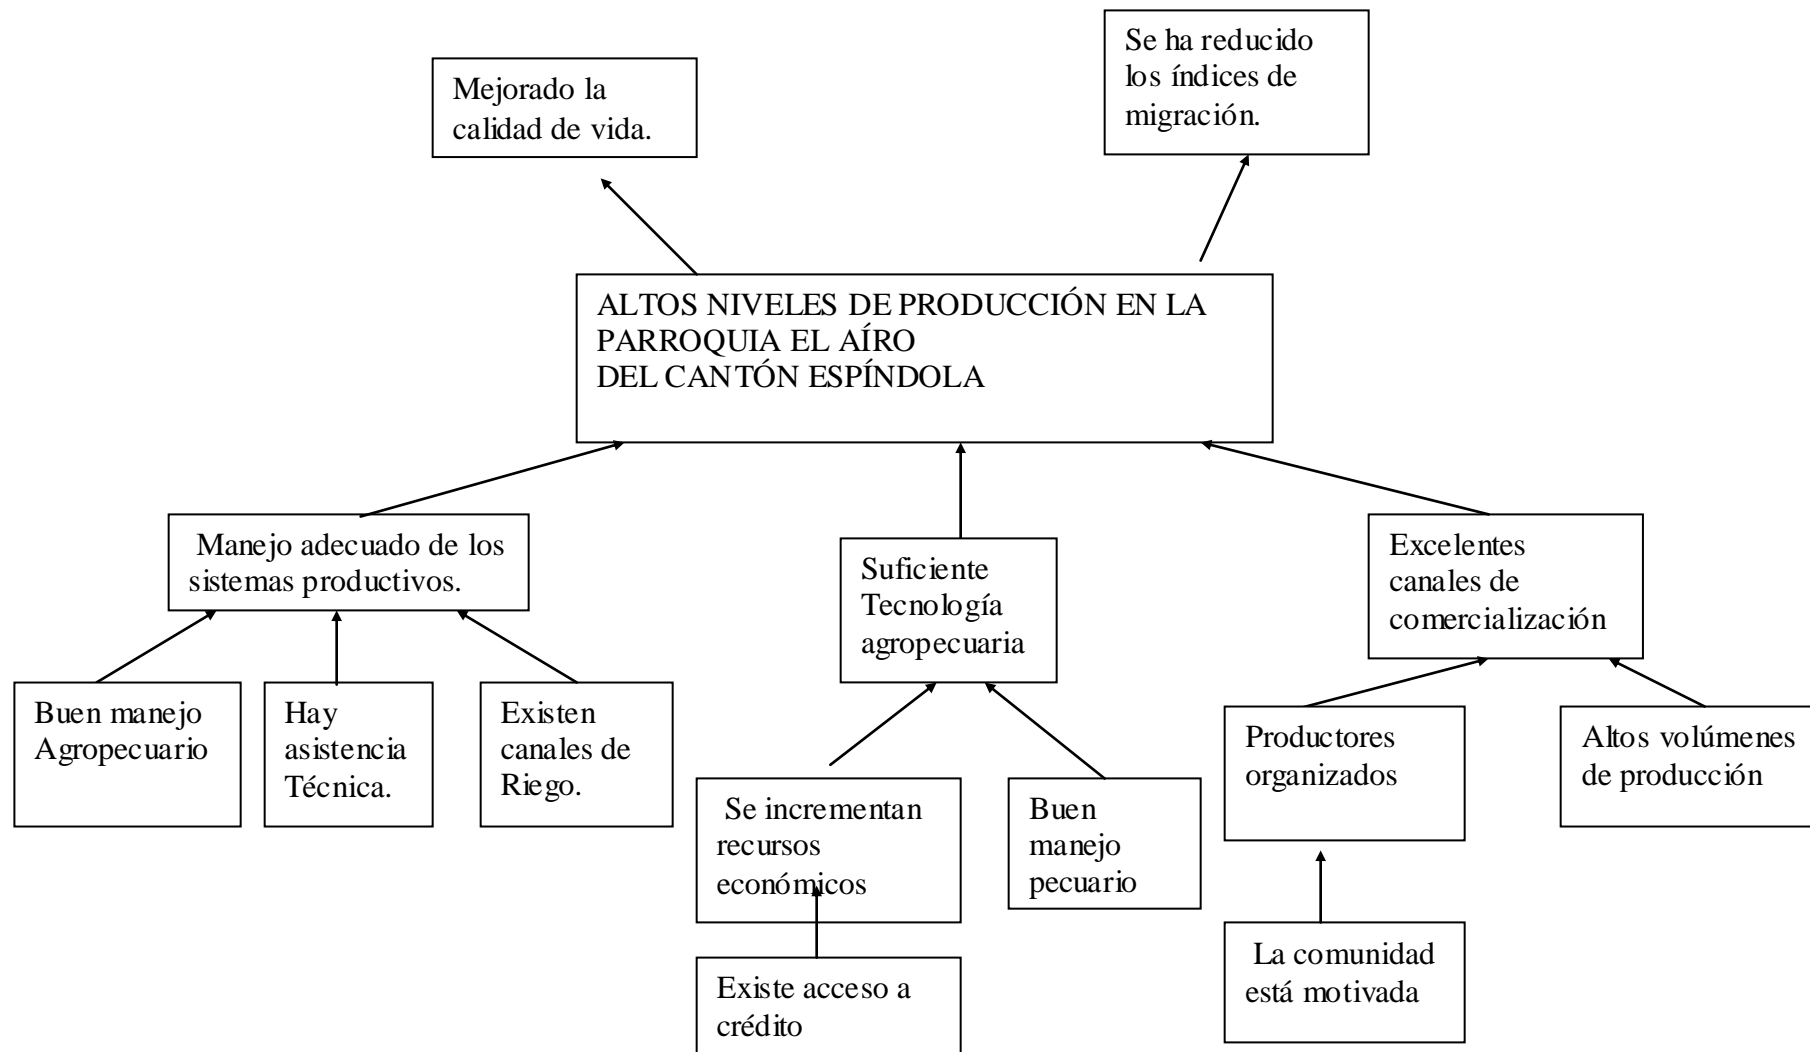 Se ha reducido
los índices de
migración.
Mejorado la
calidad de vida.
ALTOS NIVELES DE PRODUCCIÓN EN LA
PARROQUIA EL AÍRO
DEL CANTÓN ESPÍNDOLA
Manejo adecuado de los
sistemas productivos.
Suficiente
Tecnología
agropecuaria
Excelentes
canales de
comercialización
Buen manejo
Agropecuario
Hay
asistencia
Técnica.
Existen
canales de
Riego.
Se incrementan
recursos
económicos
Buen
manejo
pecuario
Productores
organizados
Altos volúmenes
de producción
Existe acceso a
crédito
La comunidad
está motivada